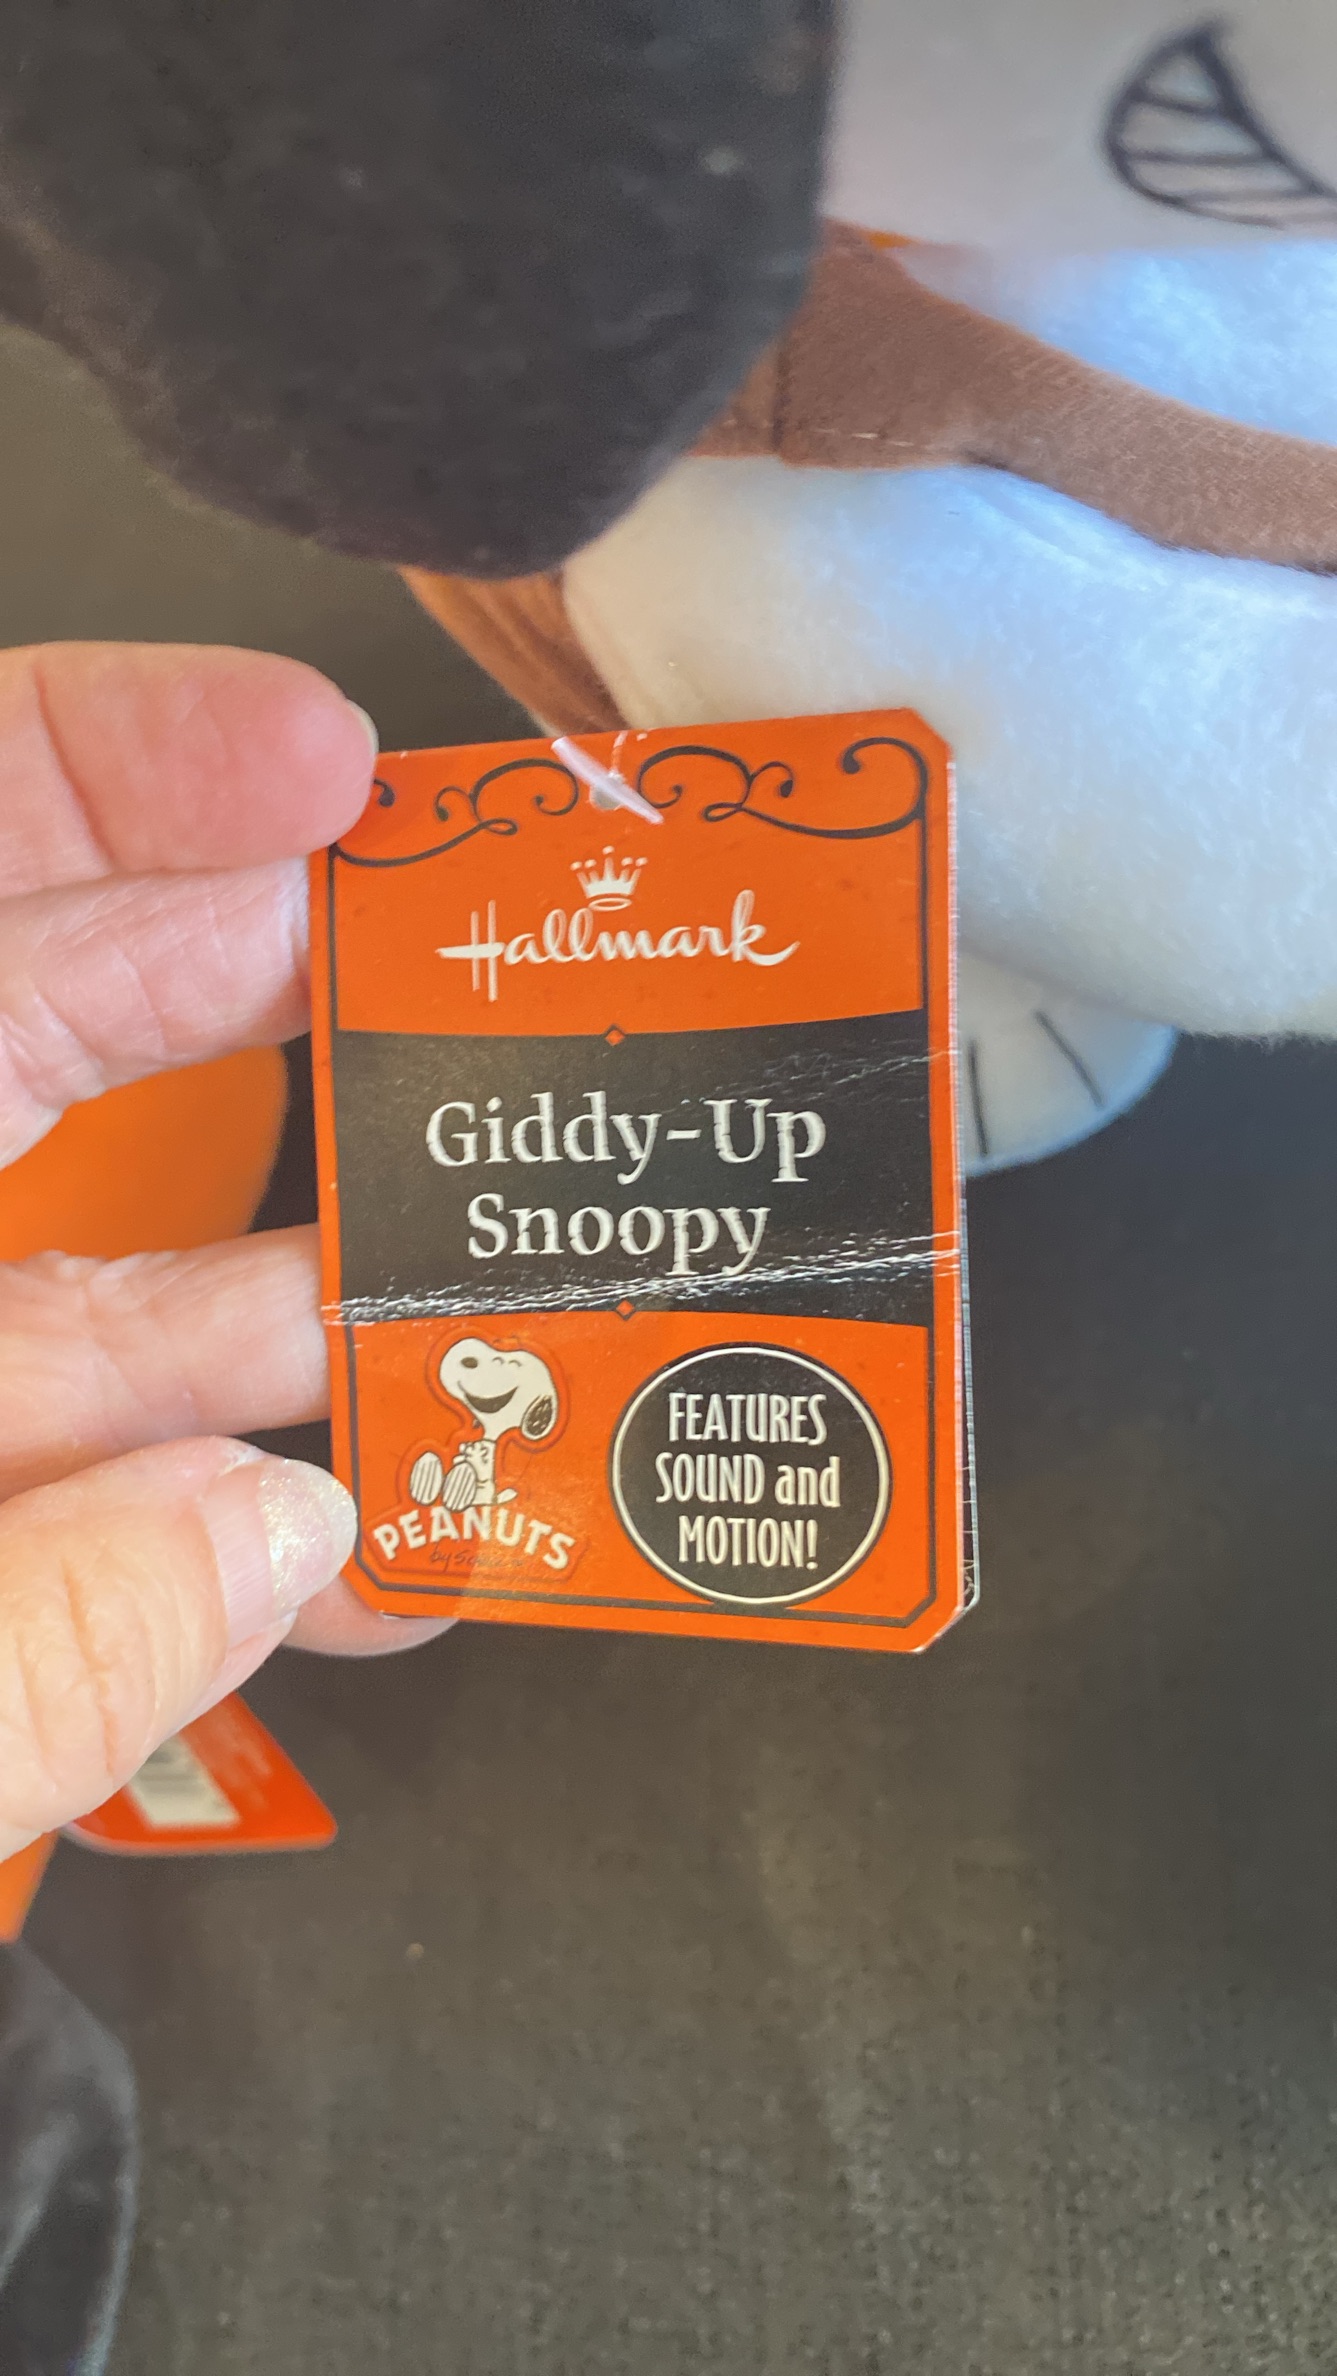 Hallmark
Giddy-Up
Snoopy
PEANUTS
FEATURES
SOUND and
MOTION!